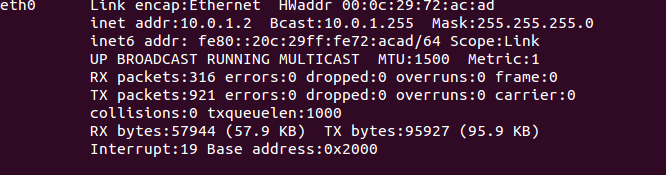 eth0 Link encap:Ethernet HWaddr 00:0c:29:72:ac:ad
inet addr:10.0.1.2 Bcast:10.0.1.255 Mask:255.255.255.0
inet6 addr: fe80::20c:29ff:fe72:acad/64 Scope:Link
UP BROADCAST RUNNING MULTICAST MTU:1500 Metric:1
RX packets:316 errors:0 dropped:0 overruns:0 frame:0
TX packets:921 errors:0 dropped:0 overruns:0 carrier:0
collisions:0 txqueuelen:1000
RX bytes:57944 (57.9 KB) TX bytes:95927 (95.9 KB)
Interrupt:19 Base address:0x2000